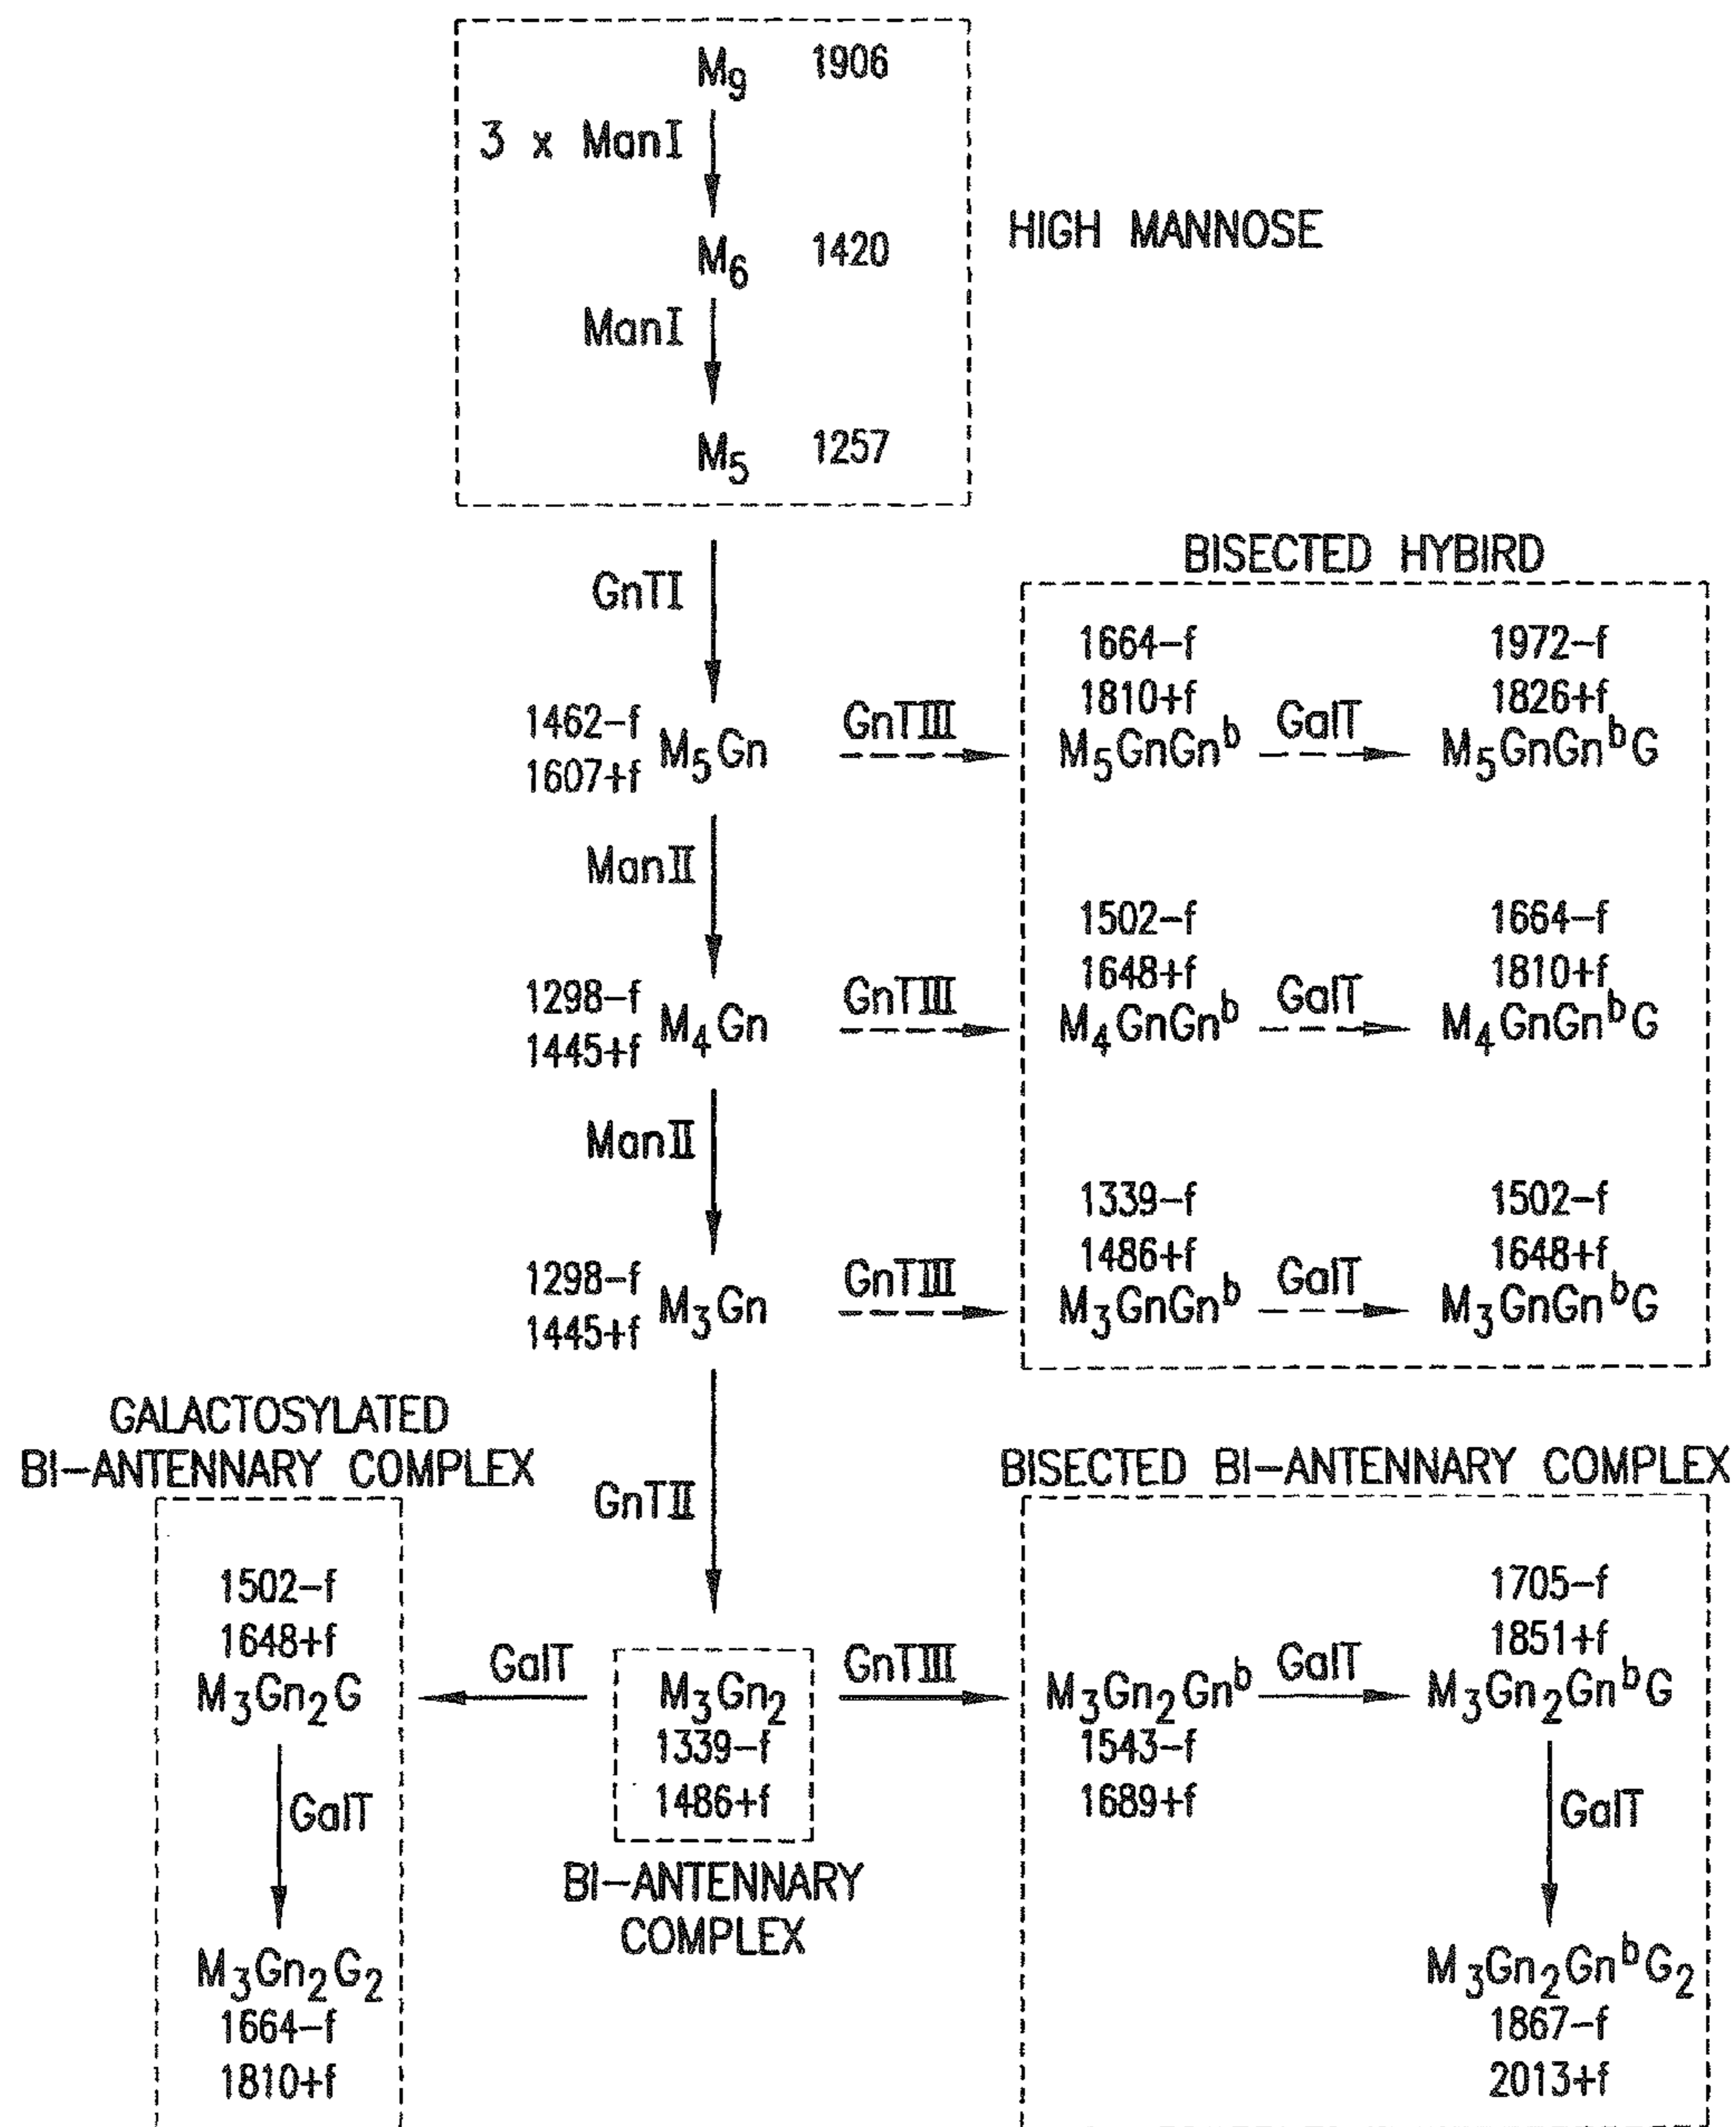 M9 1906
3 x ManI
M6 1420
HIGH MANNOSE
ManI
M5 1257
BISECTED HYBIRD
GnTI
1664-f 1972-f
1462-f 1810+f 1826+f
M5Gn GnTIII M5GnGnb GalT M5GnGnbG
1607+f
ManII
1502-f 1664-f
1298-f 1648+f 1810+f
M4Gn GnTIII M4GnGnb GalT M4GnGnbG
1445+f
ManII
1339-f 1502-f
1298-f 1486+f 1648+f
M3Gn GnTIII M3GnGnb GalT M3GnGnbG
1445+f
GALACTOSYLATED
BI-ANTENNARY COMPLEX
BISECTED BI-ANTENNARY COMPLEX
GnTII
1502-f 1705-f
1648+f 1851+f
M3Gn2G GalT M3Gn2 GnTIII M3Gn2Gnb GalT M3Gn2GnbG
1339-f 1543-f
1486+f 1689+f
GalT GalT
BI-ANTENNARY
COMPLEX
M3Gn2G2 M3Gn2GnbG2
1664-f 1867-f
1810+f 2013+f